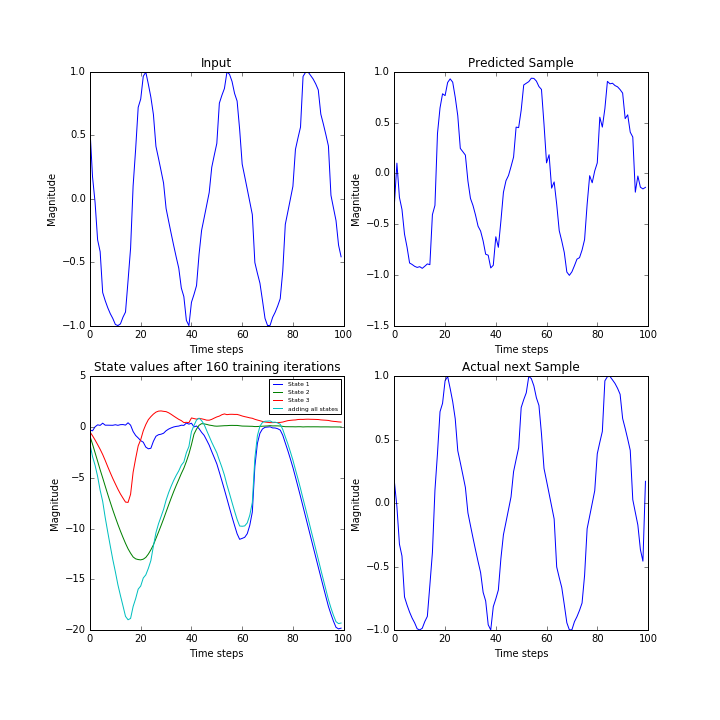 Input
Magnitude
1.0
0.5
0.0
−0.5
−1.0
0 20 40 60 80 100
Time steps
Predicted Sample
Magnitude
1.0
0.5
0.0
−0.5
−1.0
−1.5
0 20 40 60 80 100
Time steps
State values after 160 training iterations
Magnitude
5
0
−5
−10
−15
−20
0 20 40 60 80 100
Time steps
State 1
State 2
State 3
adding all states
Actual next Sample
Magnitude
1.0
0.5
0.0
−0.5
−1.0
0 20 40 60 80 100
Time steps